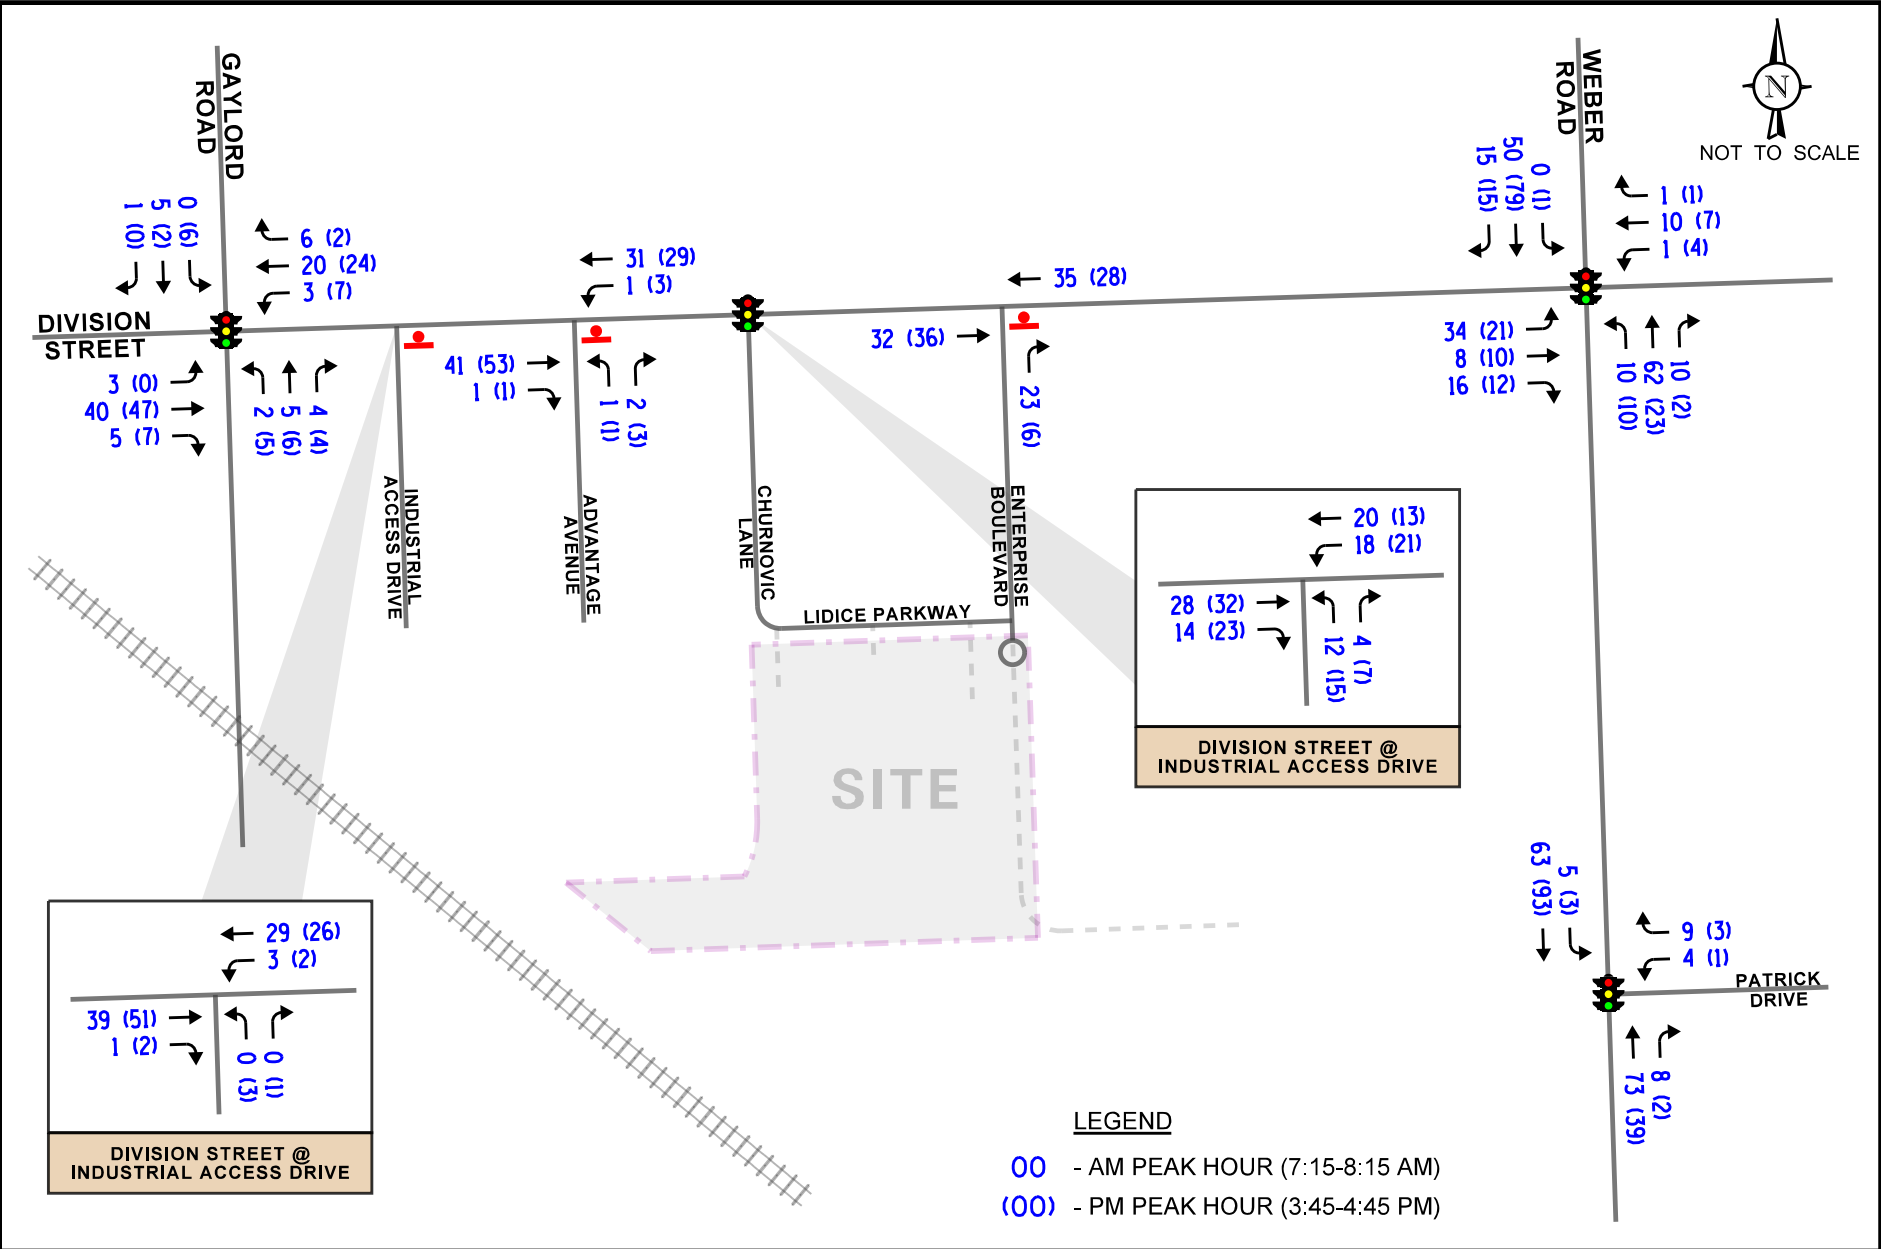 GAYLORD
ROAD
WEBER
ROAD
N
NOT TO SCALE
0 (6)
5 (2)
1 (0)
6 (2)
20 (24)
3 (7)
DIVISION
STREET
3 (0)
40 (47)
5 (7)
2 (5)
5 (6)
4 (4)
31 (29)
1 (3)
41 (53)
1 (1)
1 (1)
2 (3)
35 (28)
32 (36)
23 (6)
15 (15)
50 (79)
0 (1)
1 (1)
10 (7)
1 (4)
34 (21)
8 (10)
16 (12)
10 (10)
62 (23)
10 (2)
INDUSTRIAL
ACCESS DRIVE
ADVANTAGE
AVENUE
CHURNOVIC
LANE
ENTERPRISE
BOULEVARD
LIDICE PARKWAY
SITE
20 (13)
18 (21)
28 (32)
14 (23)
12 (15)
4 (7)
DIVISION STREET @
INDUSTRIAL ACCESS DRIVE
29 (26)
3 (2)
39 (51)
1 (2)
0 (3)
0 (1)
DIVISION STREET @
INDUSTRIAL ACCESS DRIVE
63 (93)
5 (3)
9 (3)
4 (1)
PATRICK
DRIVE
73 (39)
8 (2)
LEGEND
00 - AM PEAK HOUR (7:15-8:15 AM)
(00) - PM PEAK HOUR (3:45-4:45 PM)